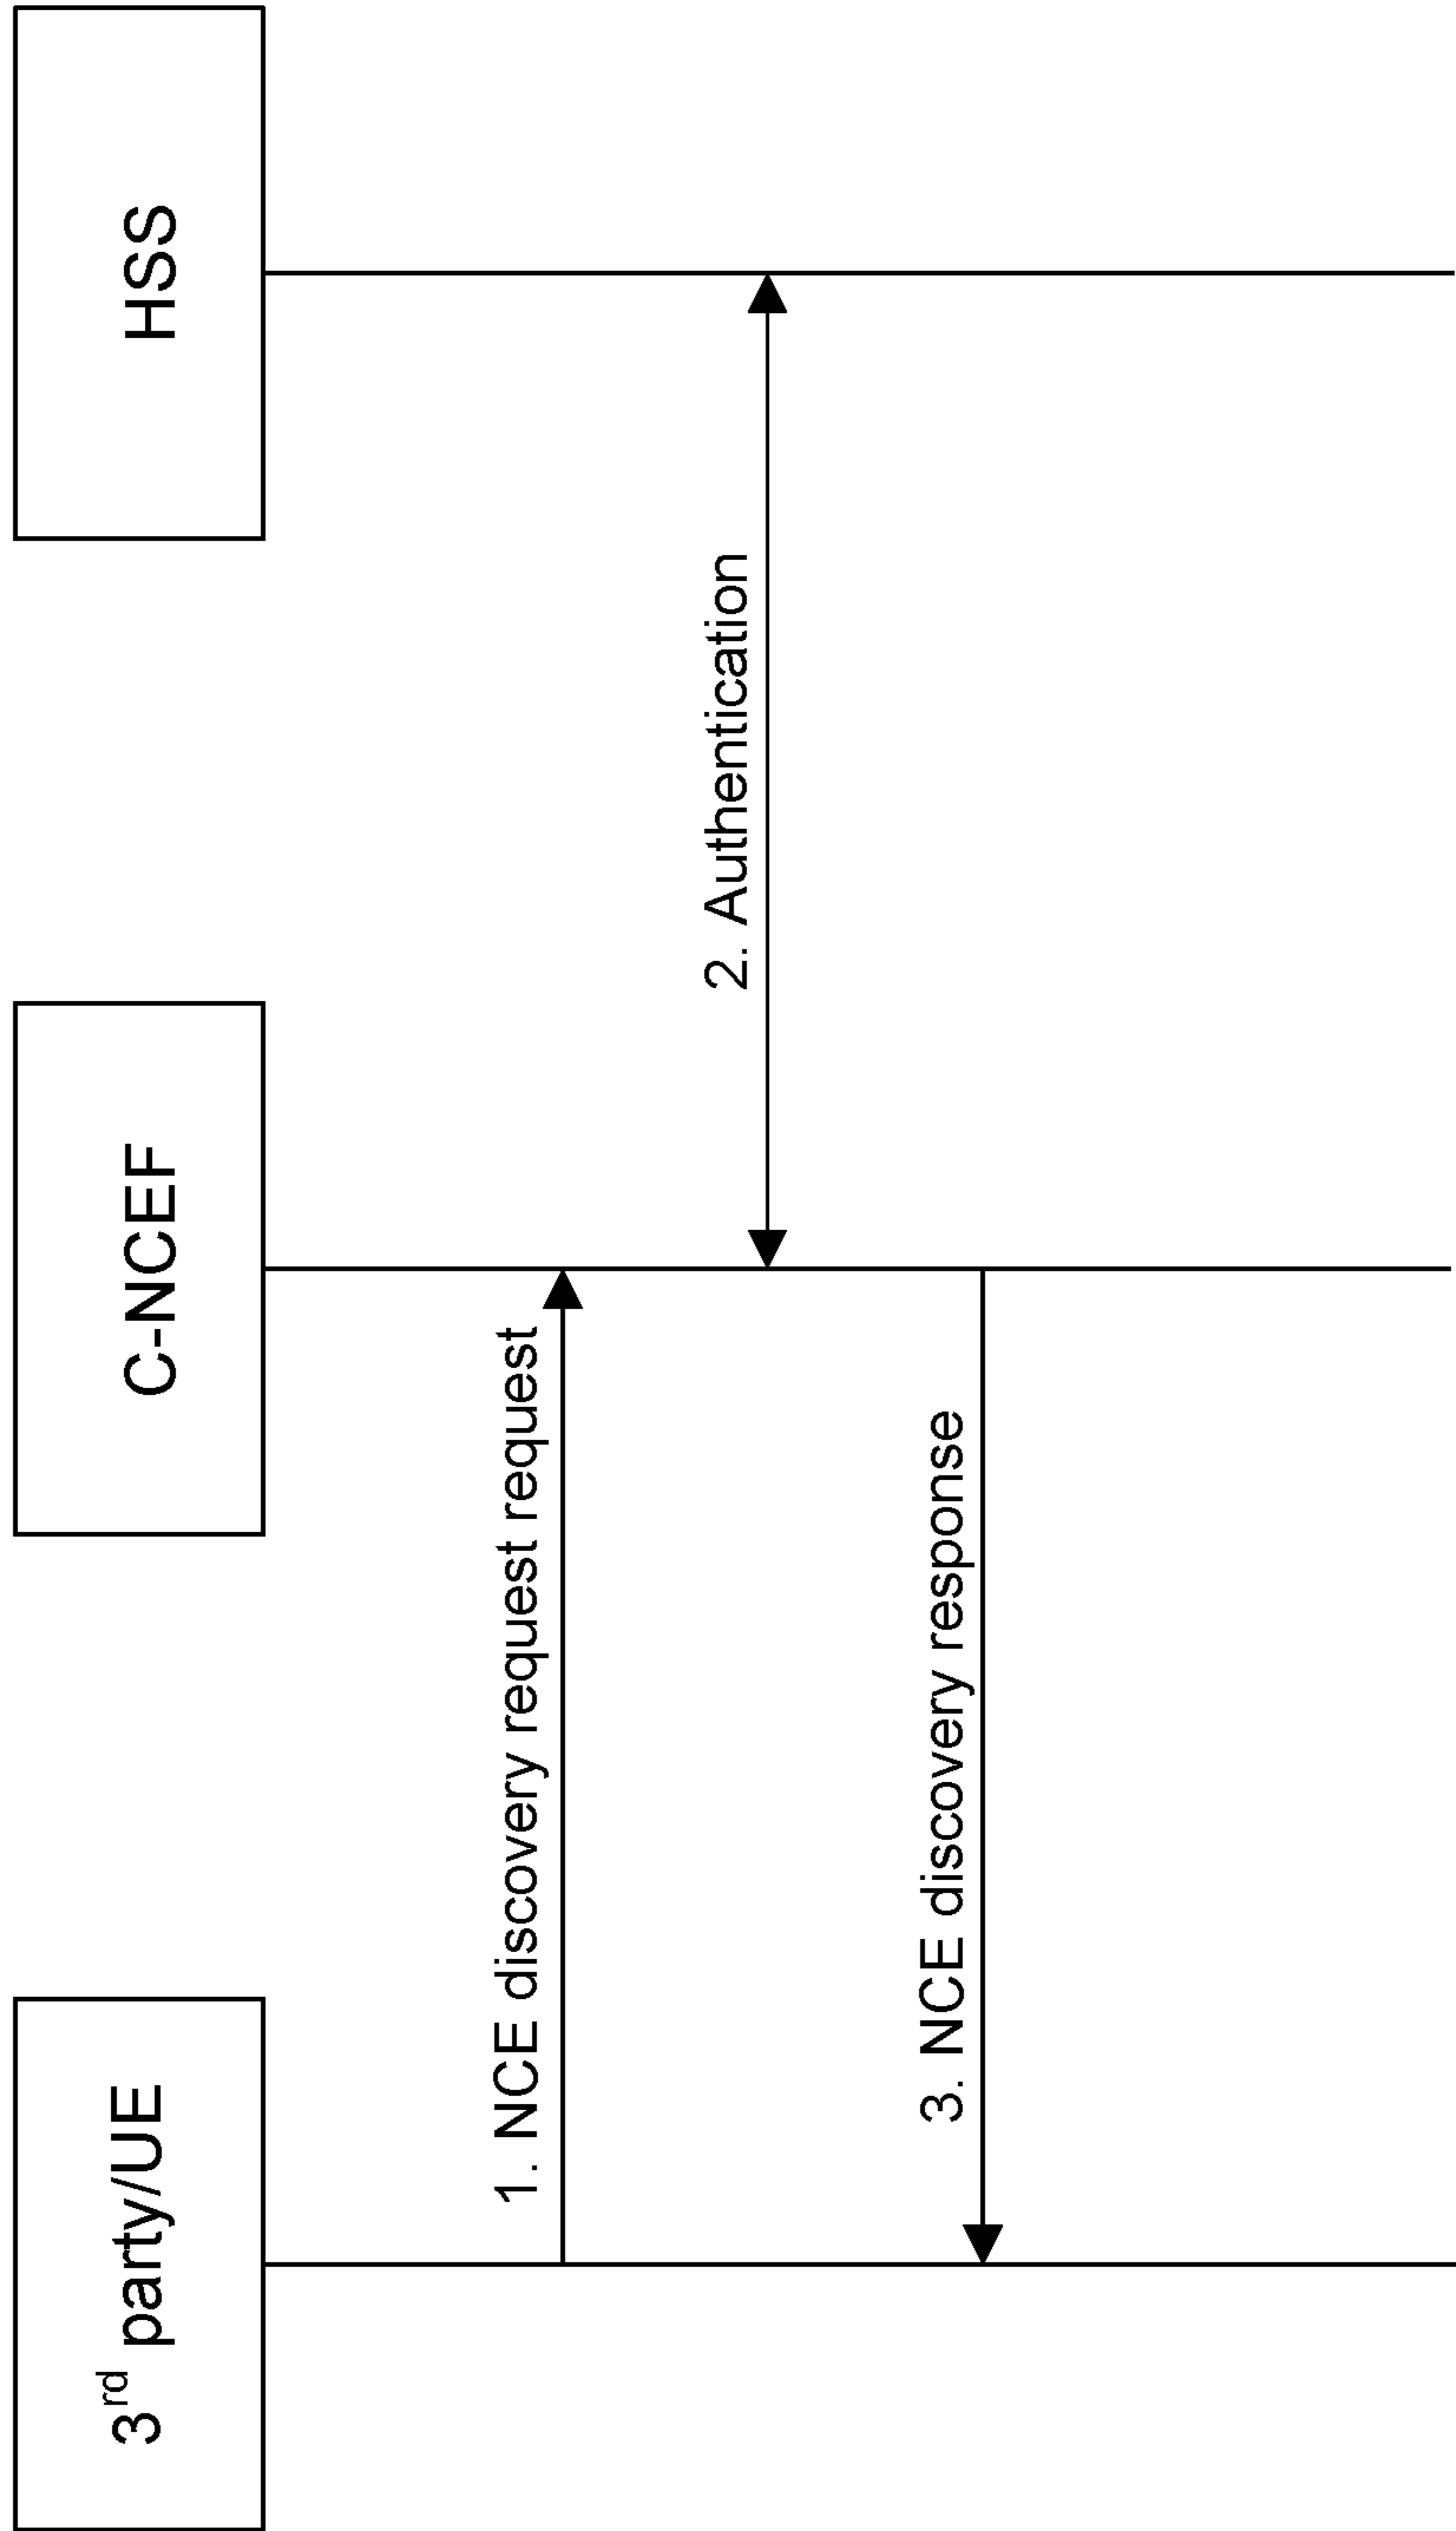 3rd party/UE
C-NCEF
HSS
1. NCE discovery request request
2. Authentication
3. NCE discovery response